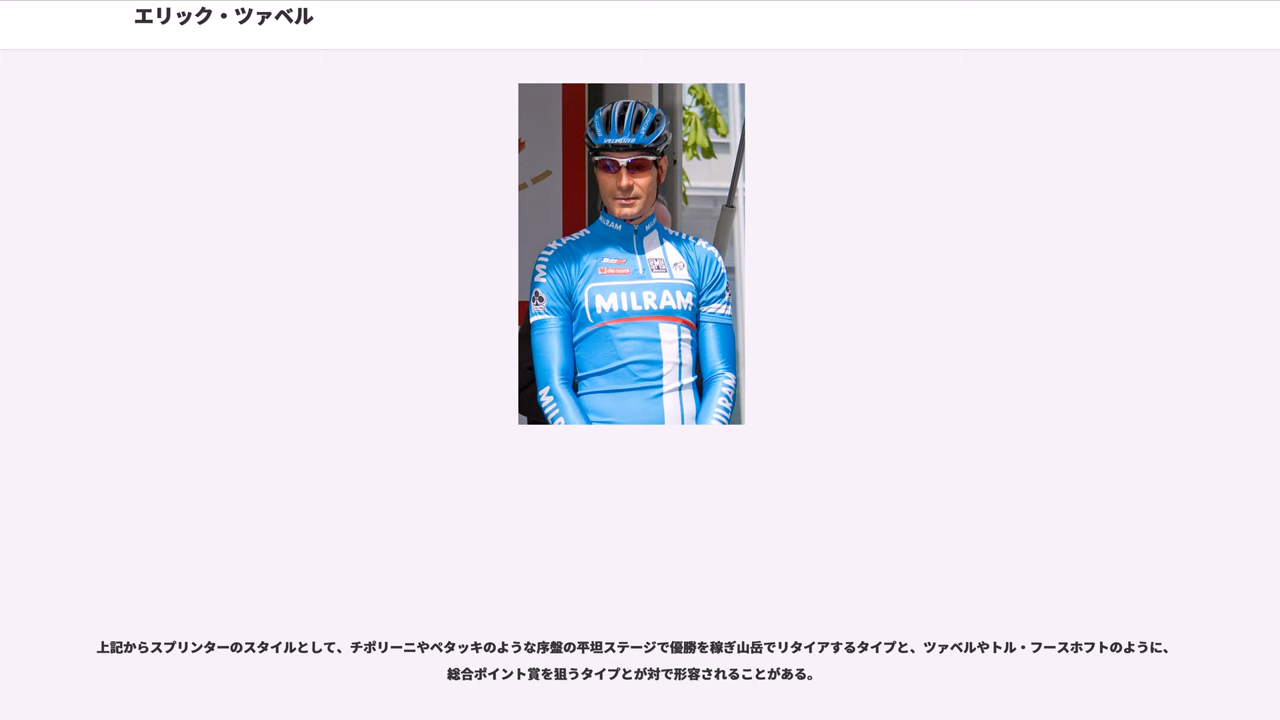 エリック・ツァベル
SPECIALIZED
MILRAM
MILRAM
MILRAM
MILRAM
MILRAM
上記からスプリンターのスタイルとして、チポリーニやペタッキのような序盤の平坦ステージで優勝を稼ぎ山岳でリタイアするタイプと、ツァベルやトル・フースホフトのように、
総合ポイント賞を狙うタイプとが対で形容されることがある。